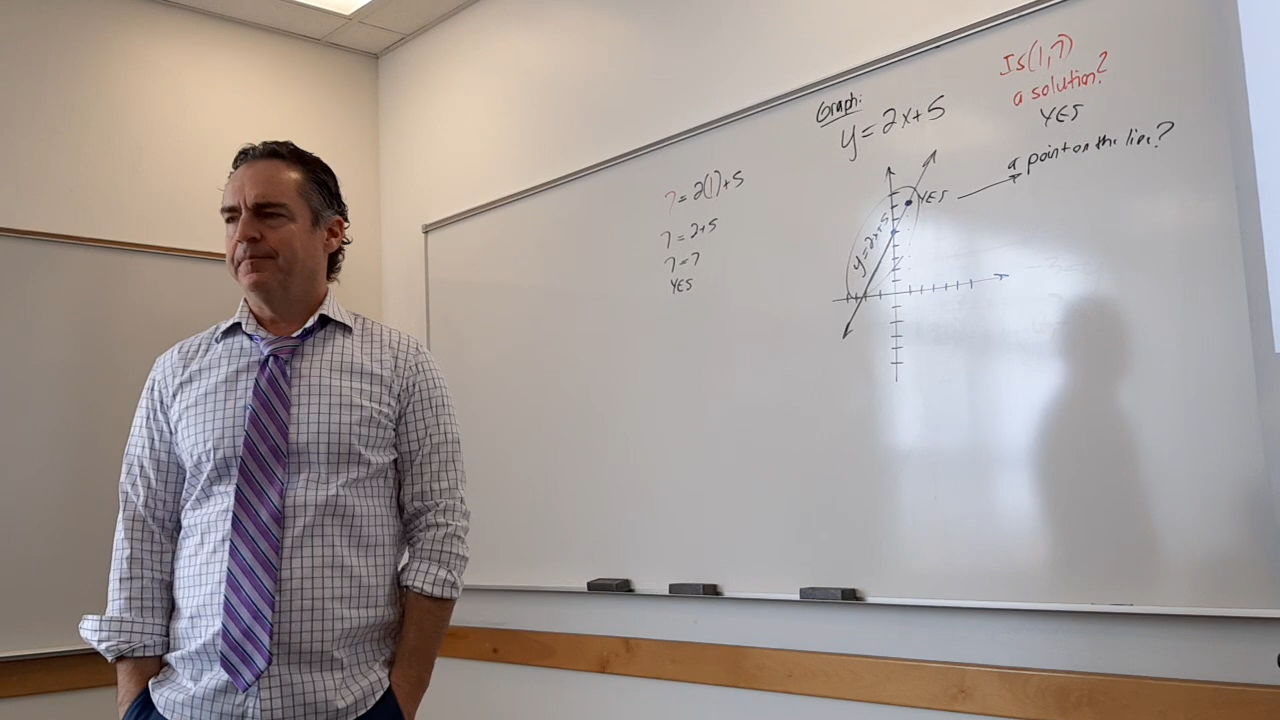 Graph:
y=2x+5
Is(1,7)
a solution?
YES
a point on the line?
YES
y=2x+5
7=2(1)+5
7=2+5
7=7
YES